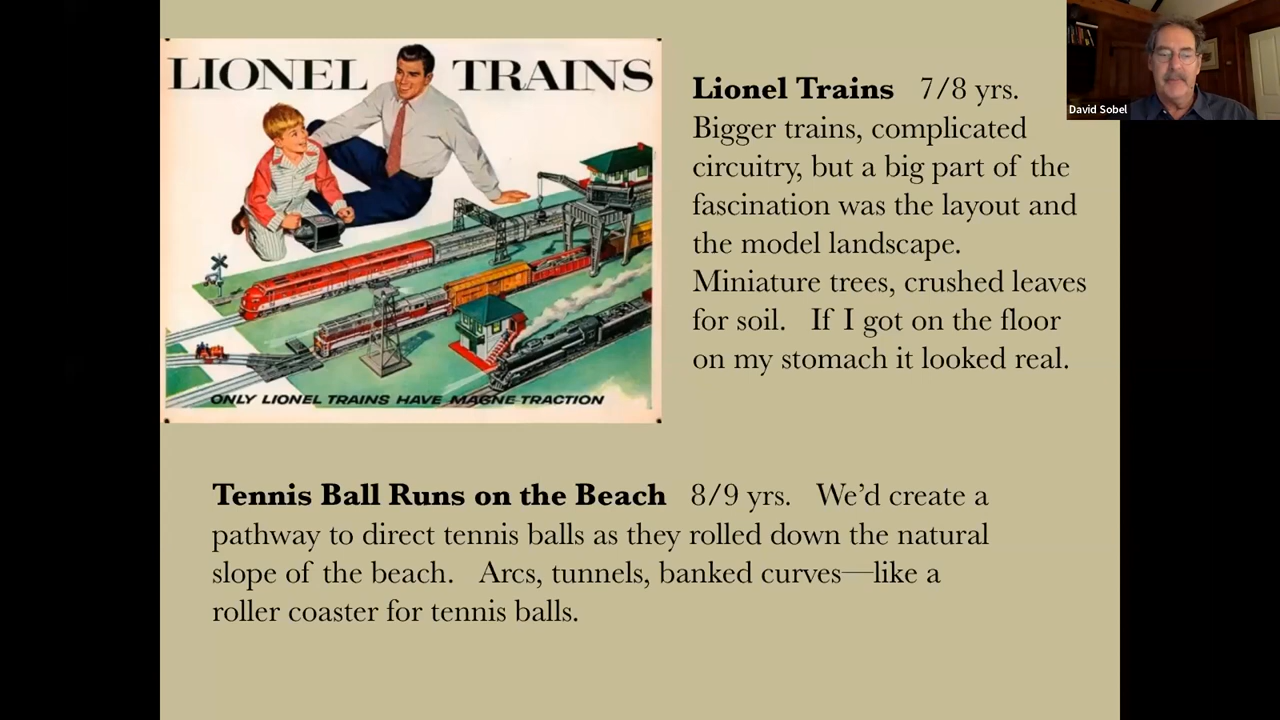 LIONEL TRAINS
ONLY LIONEL TRAINS HAVE MAGNE-TRACTION
Lionel Trains 7/8 yrs.
Bigger trains, complicated
circuitry, but a big part of the
fascination was the layout and
the model landscape.
Miniature trees, crushed leaves
for soil. If I got on the floor
on my stomach it looked real.
David Sobel
Tennis Ball Runs on the Beach 8/9 yrs. We’d create a
pathway to direct tennis balls as they rolled down the natural
slope of the beach. Arcs, tunnels, banked curves—like a
roller coaster for tennis balls.